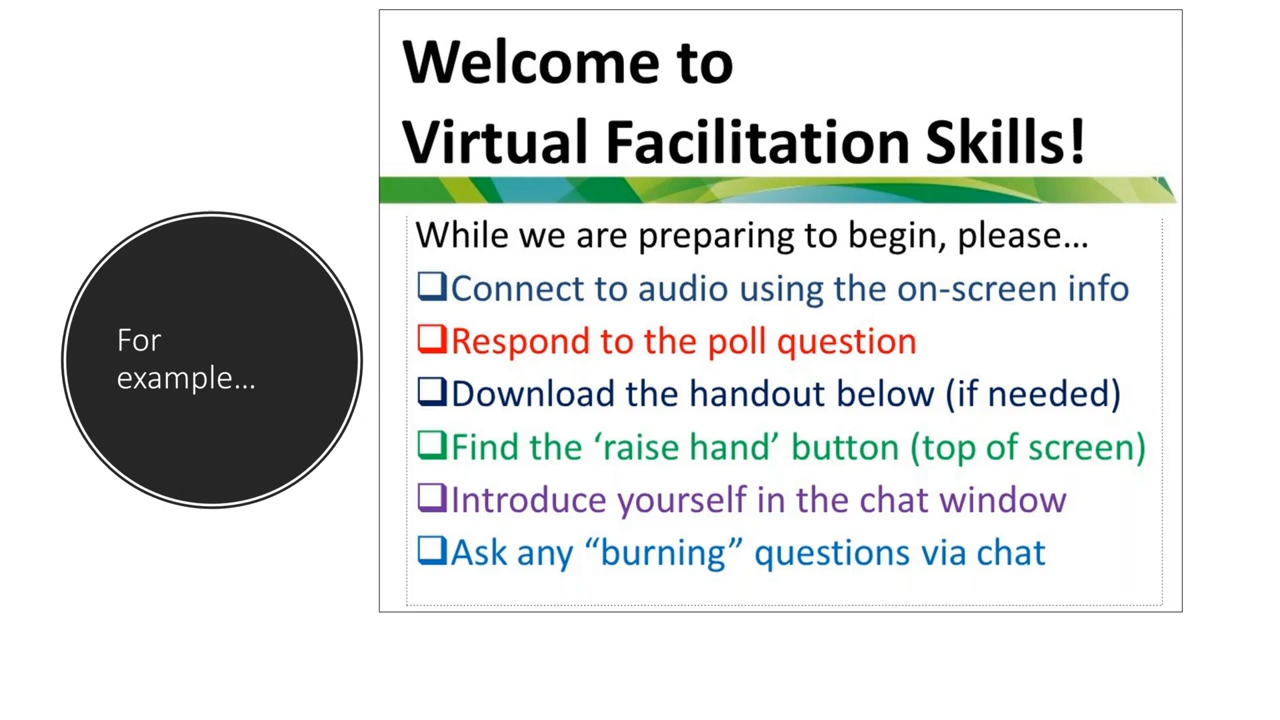 For
example...
Welcome to
Virtual Facilitation Skills!
While we are preparing to begin, please...
❑Connect to audio using the on-screen info
❑Respond to the poll question
❑Download the handout below (if needed)
❑Find the ‘raise hand’ button (top of screen)
❑Introduce yourself in the chat window
❑Ask any “burning” questions via chat